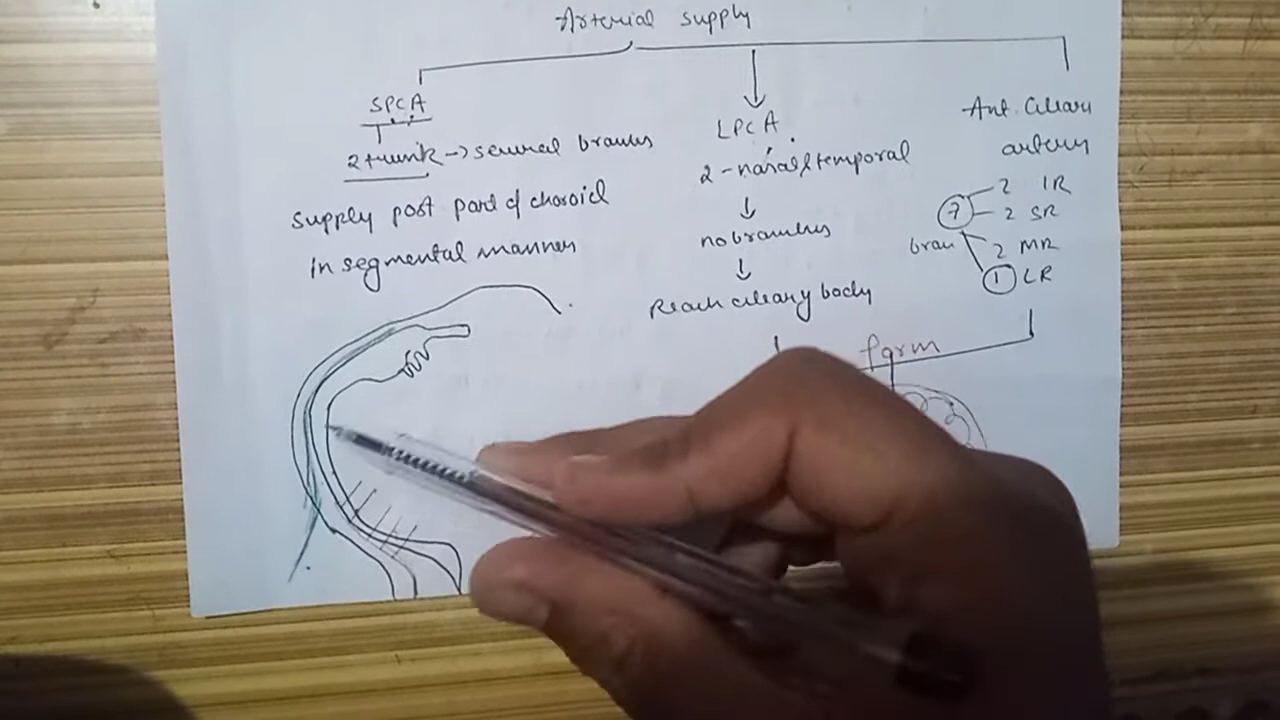 Arterial supply
SPCA
2 trunk → several branches
supply post part of choroid
in segmental manner
LPCA
2 - nasal & temporal
↓
no branches
↓
Reach ciliary body
Ant. Ciliary
artery
7
2 IR
2 SR
2 MR
1 LR
bran
form